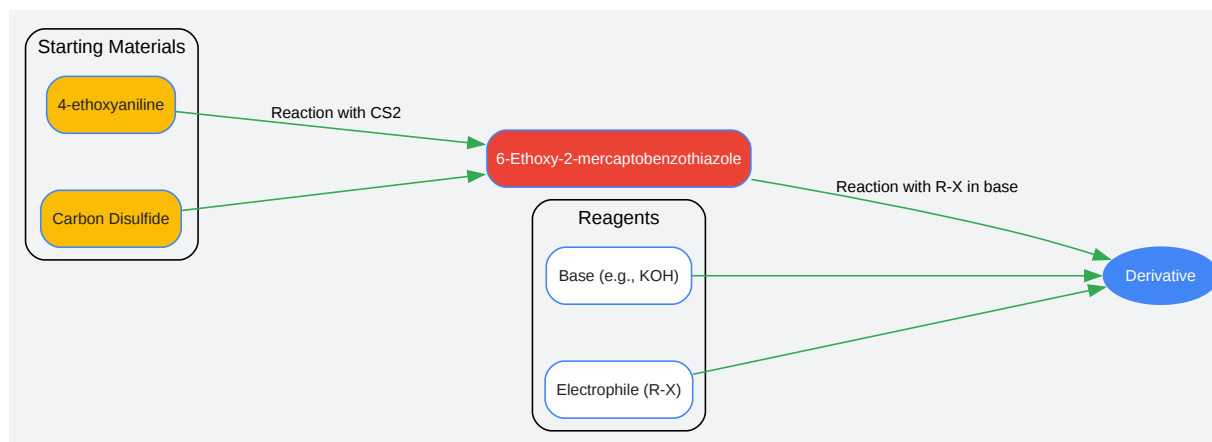 Starting Materials
4-ethoxyaniline
Carbon Disulfide
Reaction with CS2
6-Ethoxy-2-mercaptobenzothiazole
Reagents
Base (e.g., KOH)
Electrophile (R-X)
Reaction with R-X in base
Derivative